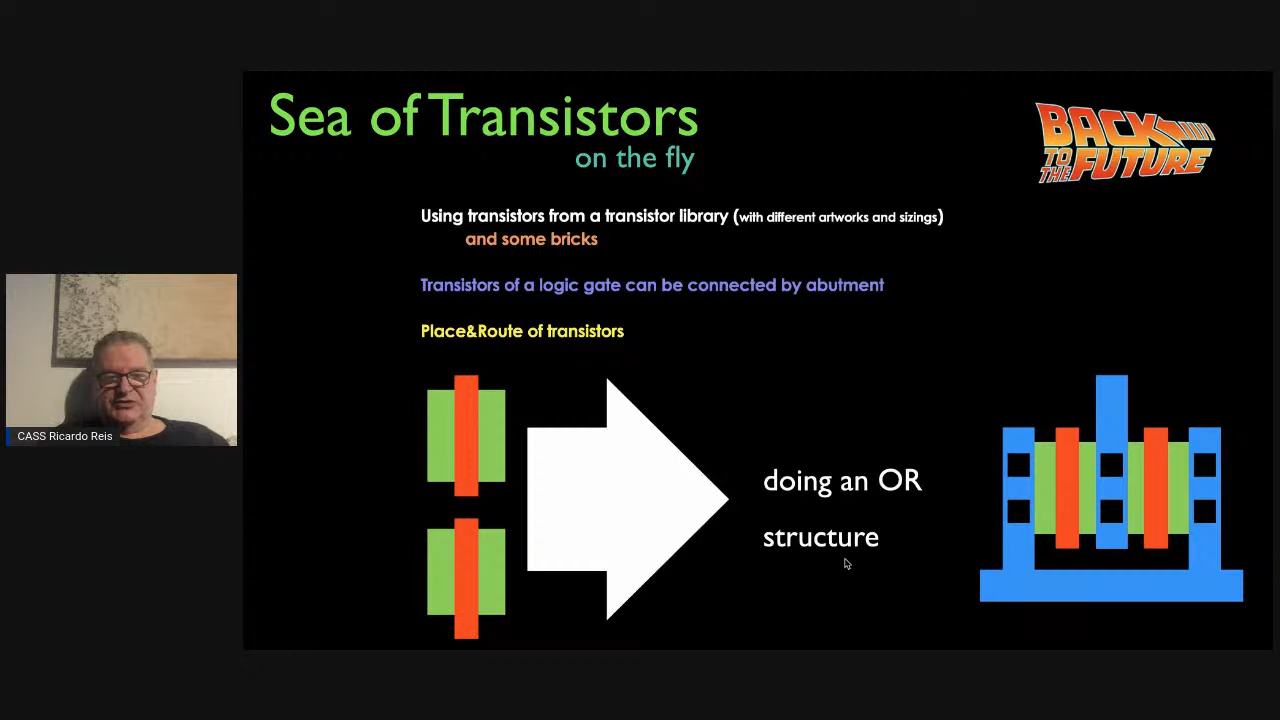 Sea of Transistors
on the fly
BACK
TO THE FUTURE
Using transistors from a transistor library (with different artworks and sizings)
and some bricks
Transistors of a logic gate can be connected by abutment
Place&Route of transistors
doing an OR
structure
CASS Ricardo Reis